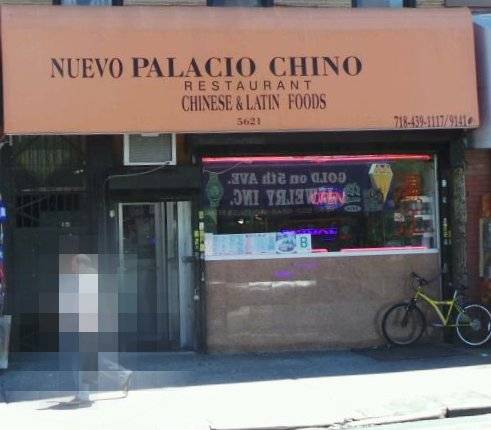 NUEVO PALACIO CHINO
RESTAURANT
CHINESE & LATIN FOODS
5621
718-439-1117/9141
GOLD on 5th AVE.
JEWELRY INC.
OPEN
B